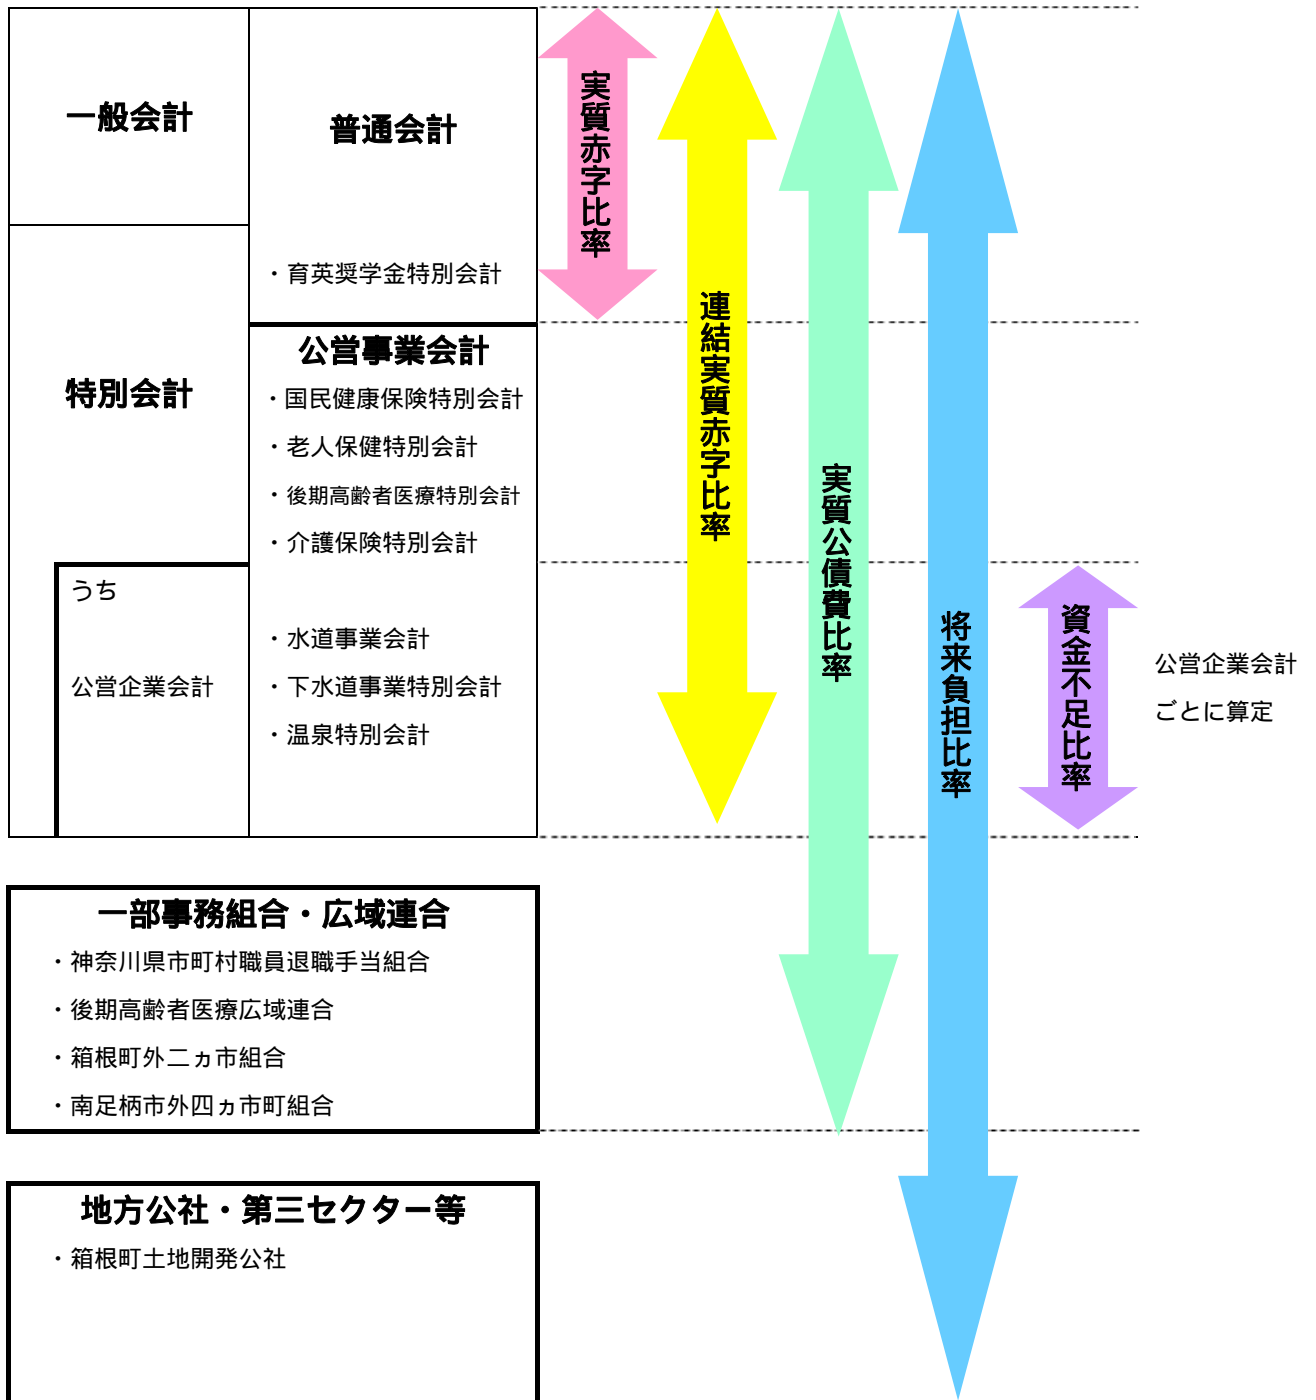 一般会計
普通会計
・育英奨学金特別会計
特別会計
公営事業会計
・国民健康保険特別会計
・老人保健特別会計
・後期高齢者医療特別会計
・介護保険特別会計
うち
公営企業会計
・水道事業会計
・下水道事業特別会計
・温泉特別会計
実質赤字比率
連結実質赤字比率
実質公債費比率
将来負担比率
資金不足比率
公営企業会計
ごとに算定
一部事務組合・広域連合
・神奈川県市町村職員退職手当組合
・後期高齢者医療広域連合
・箱根町外二ヵ市組合
・南足柄市外四ヵ市町組合
地方公社・第三セクター等
・箱根町土地開発公社